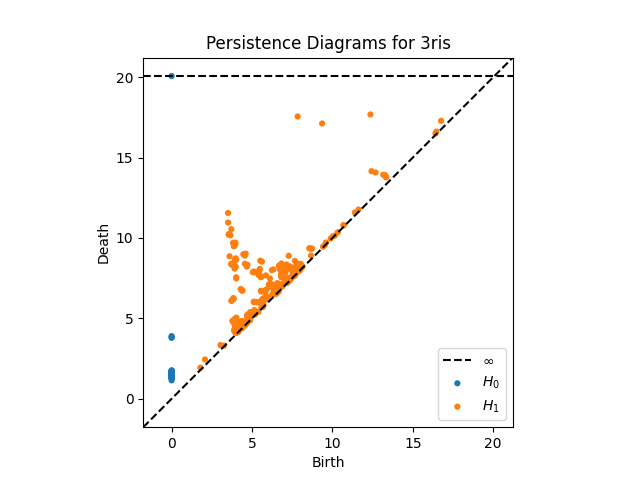 Persistence Diagrams for 3ris
20
15
10
5
0
Death
0 5 10 15 20
Birth
∞
H₀
H₁